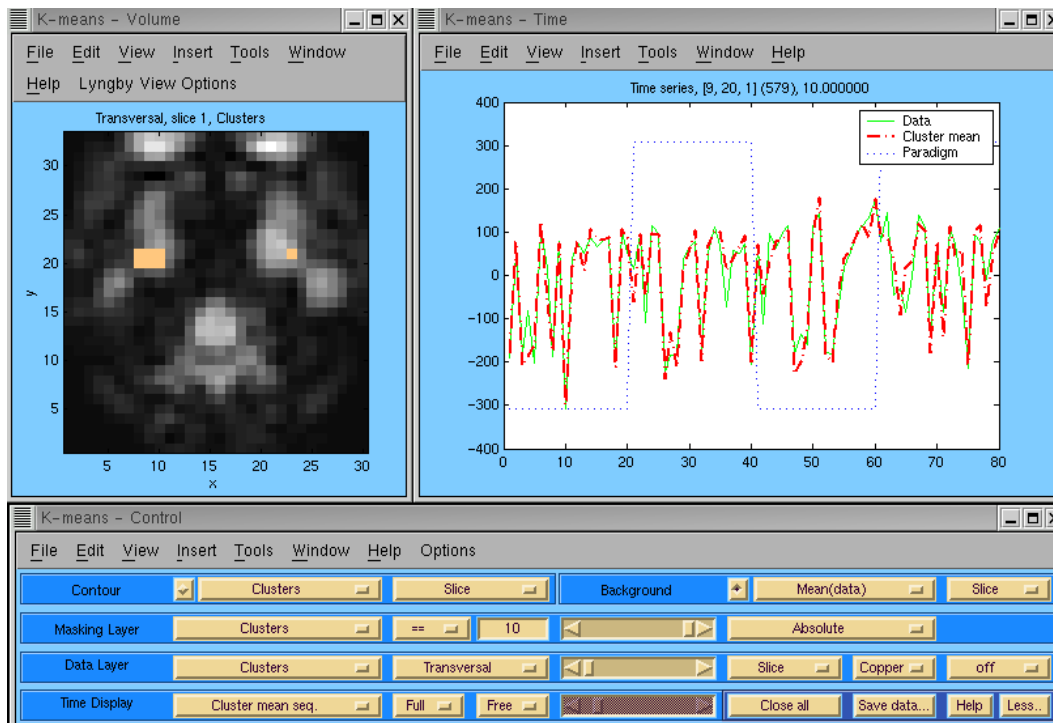 K-means - Volume
File Edit View Insert Tools Window
Help Lyngby View Options
Transversal, slice 1, Clusters
30
25
20
15
10
5
y
5 10 15 20 25 30
x
K-means - Time
File Edit View Insert Tools Window Help
Time series, [9, 20, 1] (579), 10.000000
400
300
200
100
0
-100
-200
-300
-400
0 10 20 30 40 50 60 70 80
Data
Cluster mean
Paradigm
K-means - Control
File Edit View Insert Tools Window Help Options
Contour Clusters Slice Background Mean(data) Slice
Masking Layer Clusters == 10 Absolute
Data Layer Clusters Transversal Slice Copper off
Time Display Cluster mean seq. Full Free Close all Save data... Help Less..